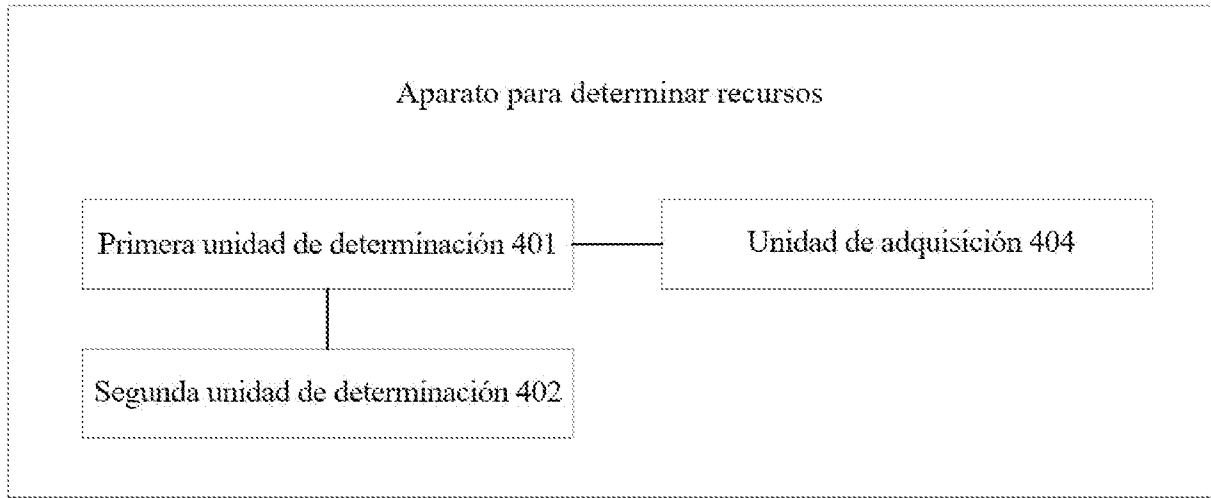 Aparato para determinar recursos
Primera unidad de determinación 401
Unidad de adquisición 404
Segunda unidad de determinación 402